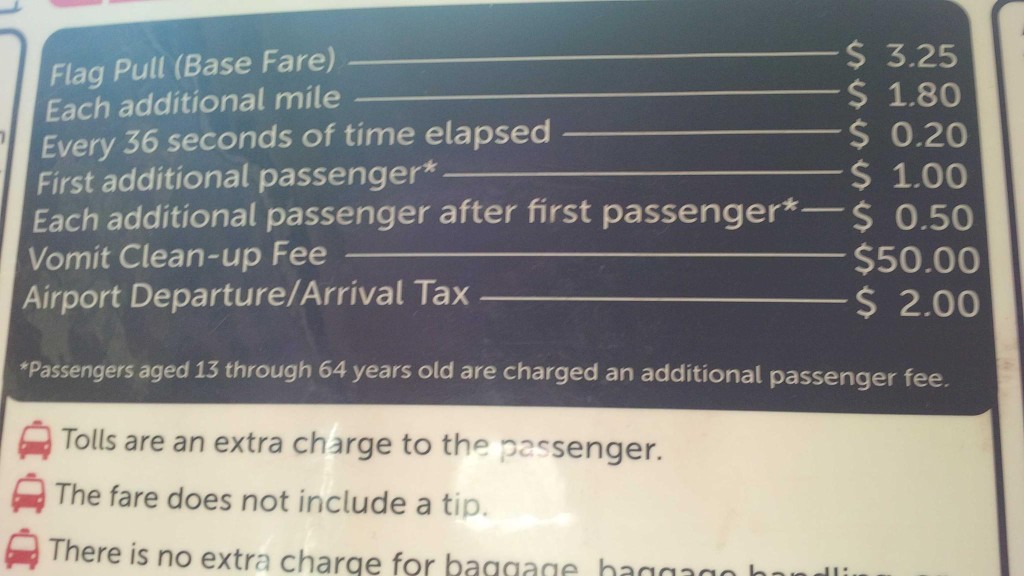 Flag Pull (Base Fare) $ 3.25
Each additional mile $ 1.80
Every 36 seconds of time elapsed $ 0.20
First additional passenger* $ 1.00
Each additional passenger after first passenger* $ 0.50
Vomit Clean-up Fee $50.00
Airport Departure/Arrival Tax $ 2.00
*Passengers aged 13 through 64 years old are charged an additional passenger fee.
Tolls are an extra charge to the passenger.
The fare does not include a tip.
There is no extra charge for baggage, baggage handling,